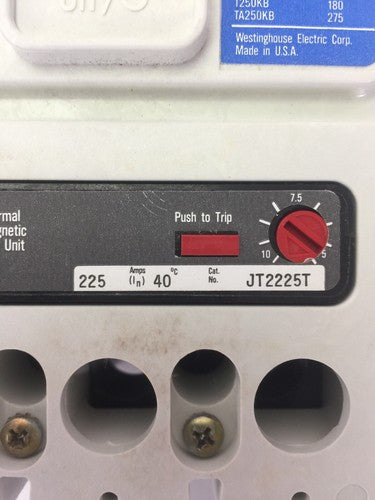 Off/O
T250KB 180
TA250KB 275
Westinghouse Electric Corp.
Made in U.S.A.
7.5
rmal
gnetic
Unit
Push to Trip
10 5
225 Amps (In) 40 °C Cat. No. JT2225T